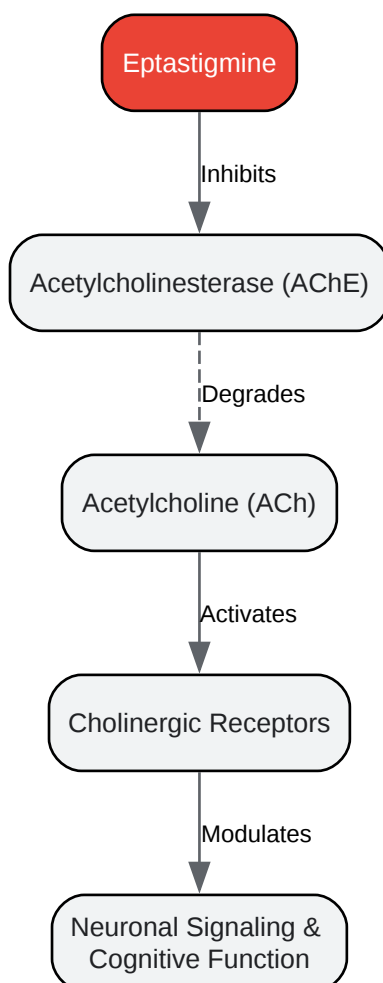 Eptastigmine
Inhibits
Acetylcholinesterase (AChE)
Degrades
Acetylcholine (ACh)
Activates
Cholinergic Receptors
Modulates
Neuronal Signaling &
Cognitive Function